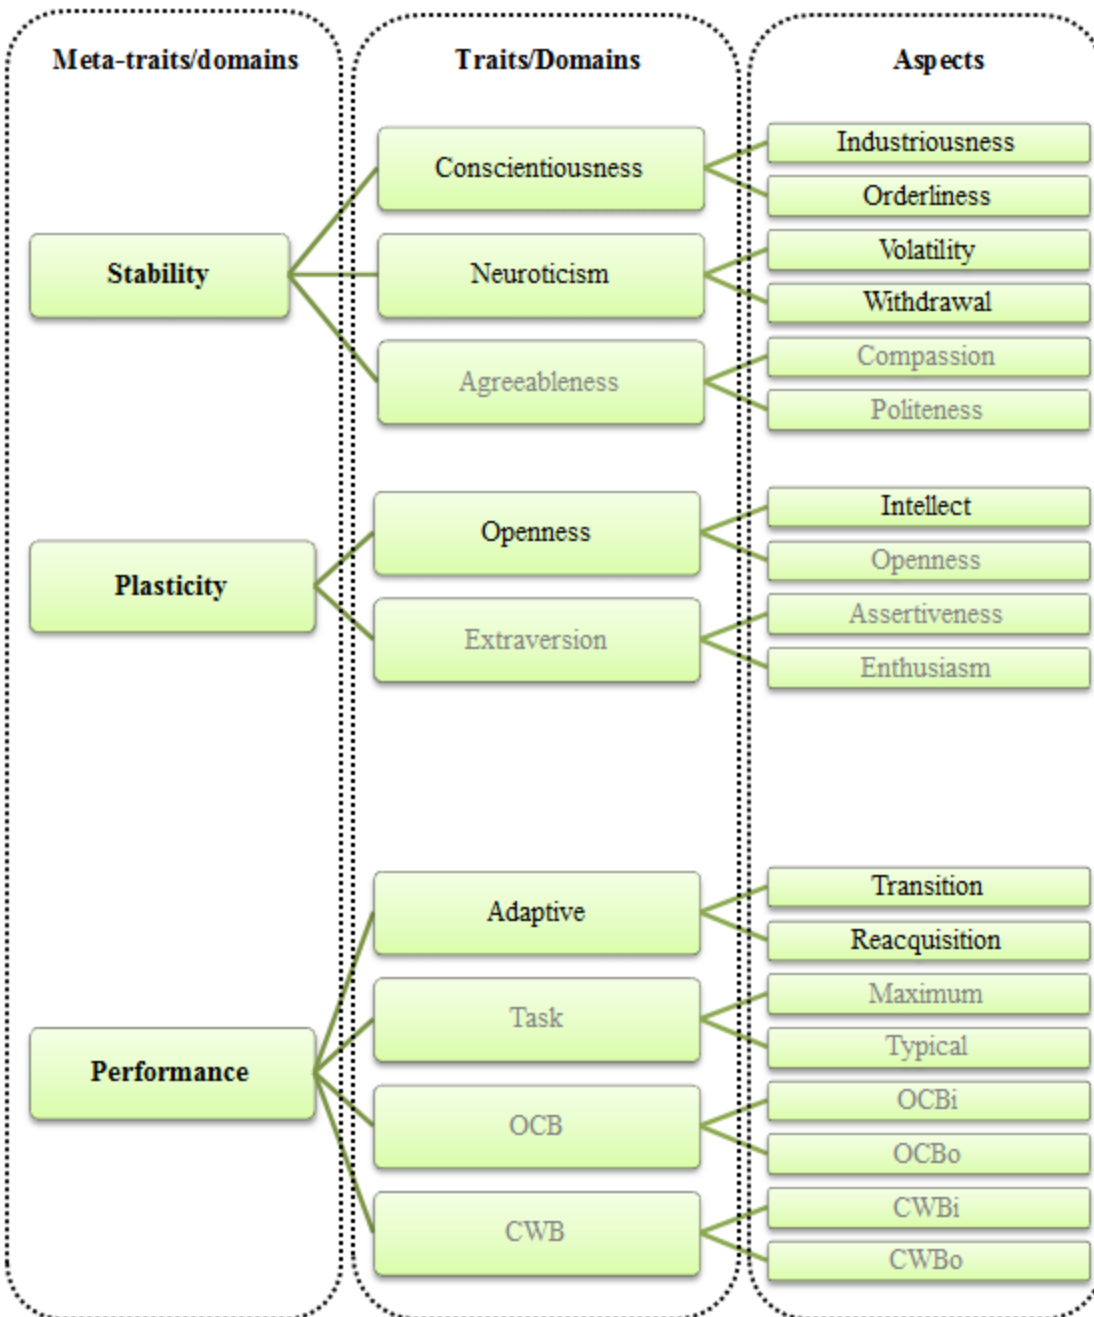 Meta-traits/domains
Traits/Domains
Aspects
Stability
Conscientiousness
Industriousness
Orderliness
Neuroticism
Volatility
Withdrawal
Agreeableness
Compassion
Politeness
Plasticity
Openness
Intellect
Openness
Extraversion
Assertiveness
Enthusiasm
Performance
Adaptive
Transition
Reacquisition
Task
Maximum
Typical
OCB
OCBi
OCBo
CWB
CWBi
CWBo